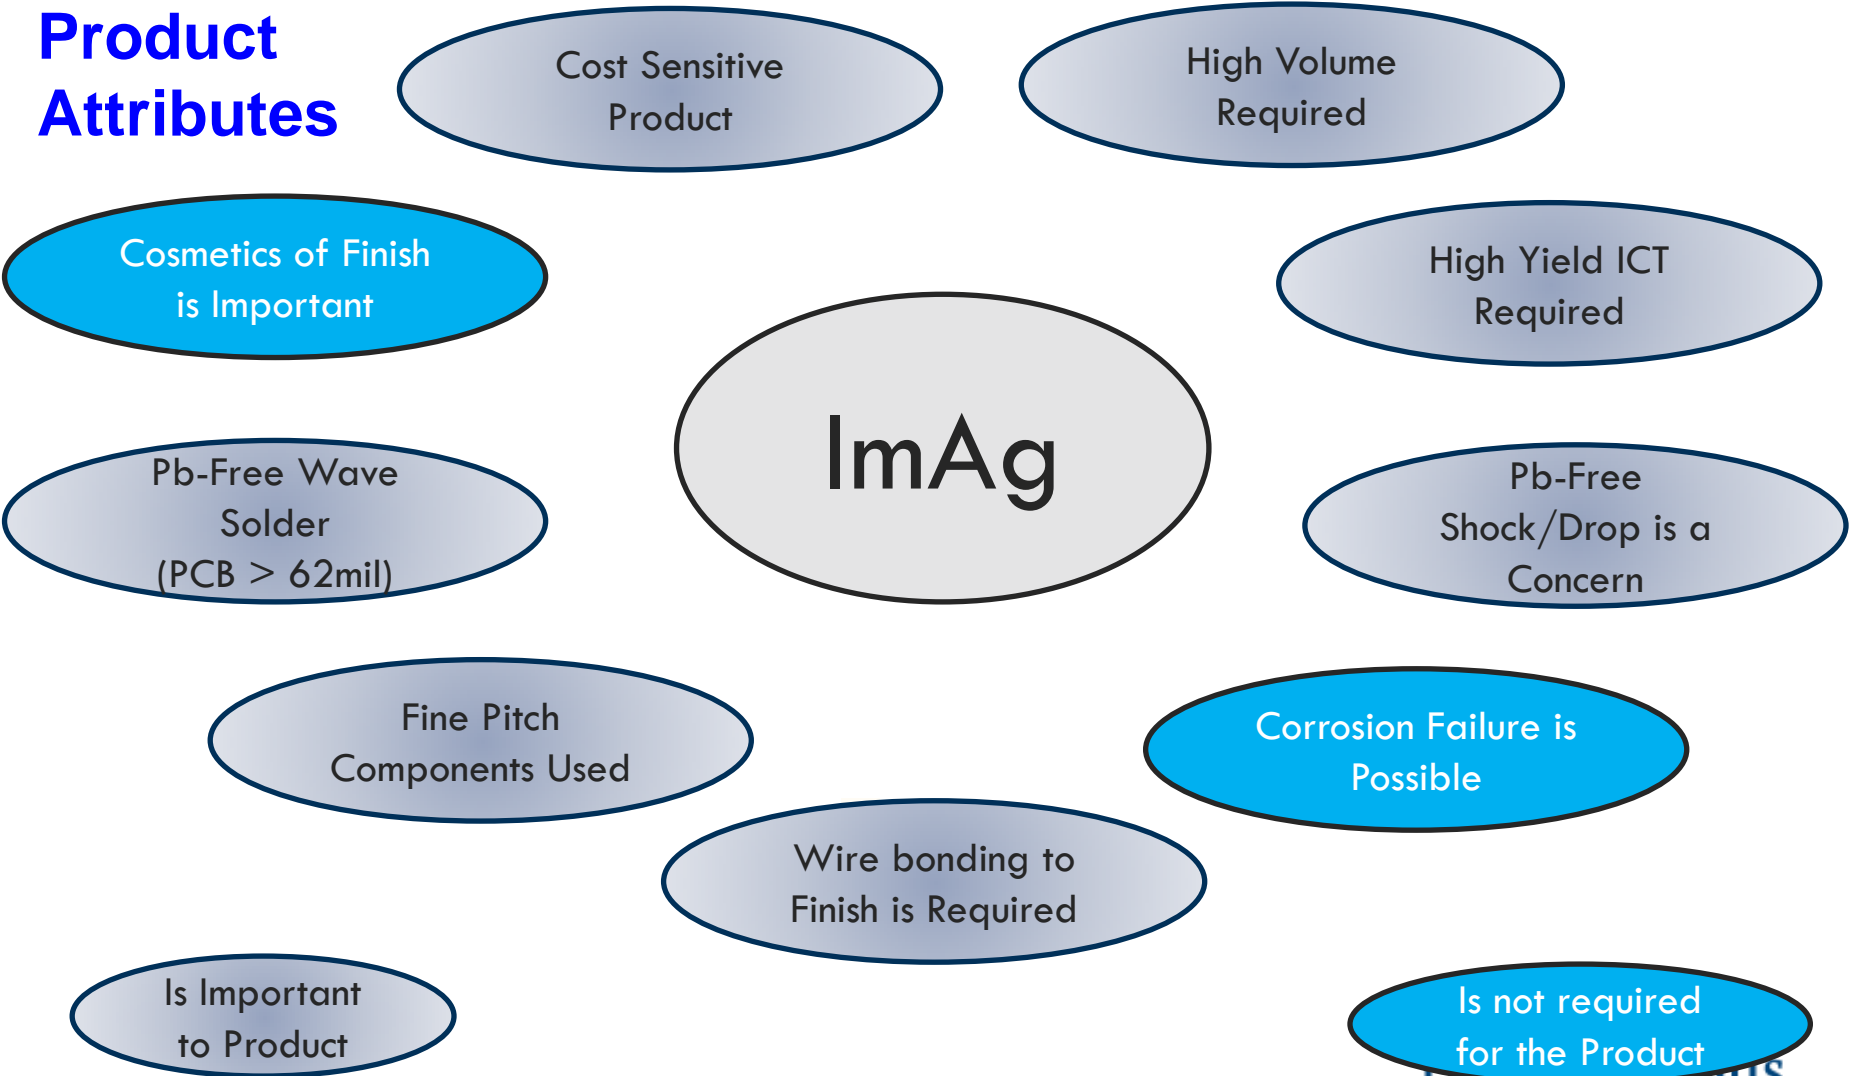 Product
Attributes
Cost Sensitive
Product
High Volume
Required
Cosmetics of Finish
is Important
High Yield ICT
Required
ImAg
Pb-Free Wave
Solder
(PCB > 62mil)
Pb-Free
Shock/Drop is a
Concern
Fine Pitch
Components Used
Corrosion Failure is
Possible
Wire bonding to
Finish is Required
Is Important
to Product
Is not required
for the Product